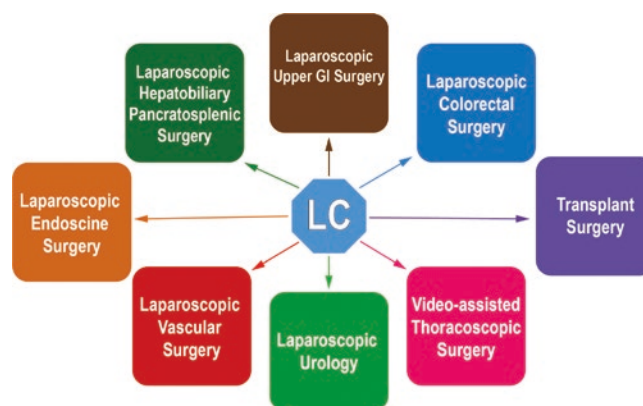 Laparoscopic
Upper GI Surgery
Laparoscopic
Hepatobiliary
Pancratosplenic
Surgery
Laparoscopic
Colorectal
Surgery
Laparoscopic
Endoscine
Surgery
LC
Transplant
Surgery
Laparoscopic
Vascular
Surgery
Laparoscopic
Urology
Video-assisted
Thoracoscopic
Surgery